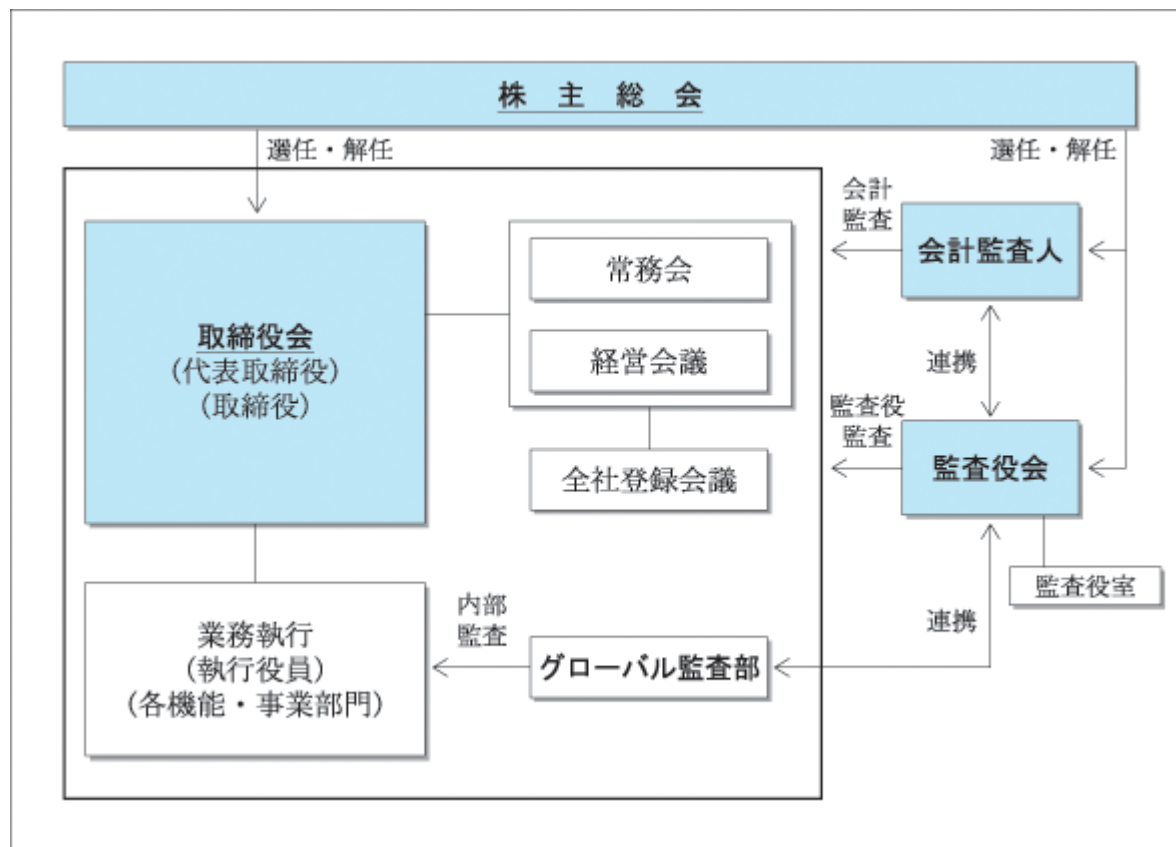 株主総会
選任・解任
選任・解任
会計
監査
会計監査人
常務会
取締役会
(代表取締役)
(取締役)
経営会議
連携
監査役
監査
監査役会
全社登録会議
監査役室
業務執行
(執行役員)
(各機能・事業部門)
内部
監査
グローバル監査部
連携